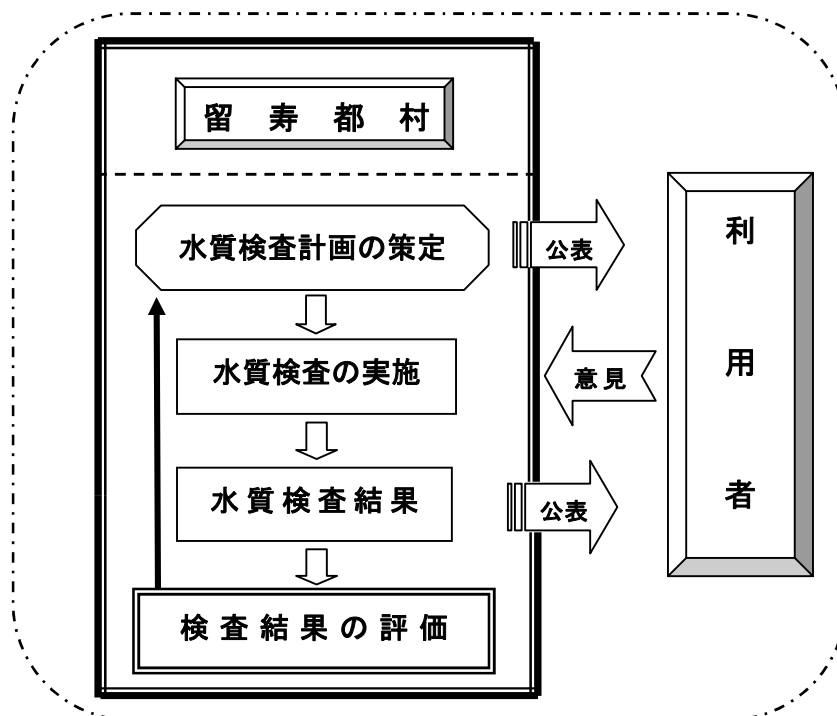 留寿都村
水質検査計画の策定
公表
水質検査の実施
意見
水質検査結果
公表
検査結果の評価
利用者